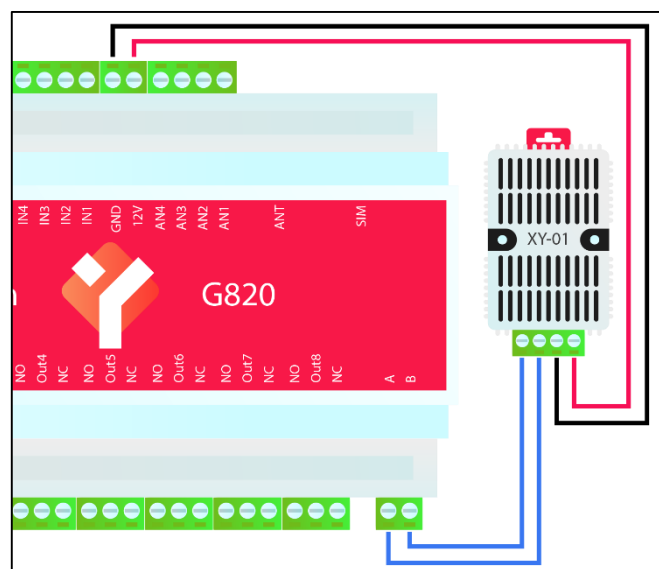 IN4 IN3 IN2 IN1 GND 12V AN4 AN3 AN2 AN1 ANT SIM
XY-01
G820
NO Out4 NC NO Out5 NC NO Out6 NC NO Out7 NC NO Out8 NC A B